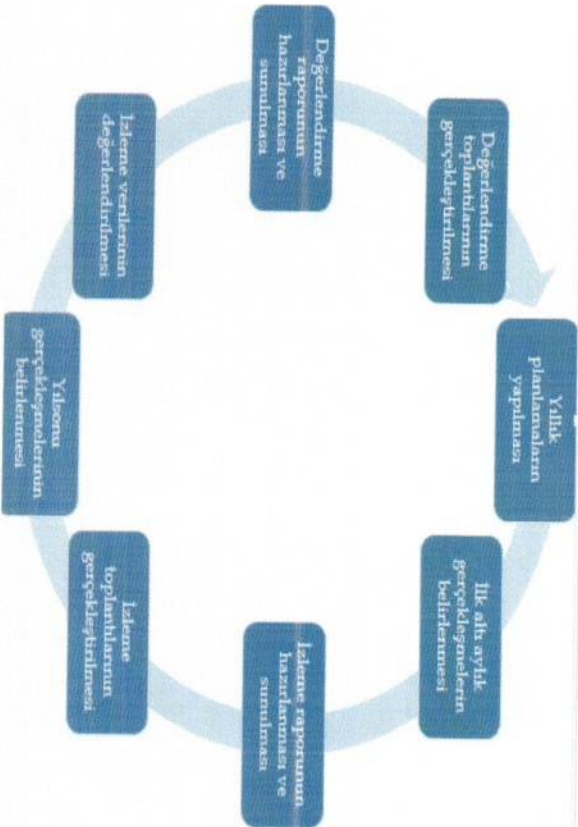 Yıllık
planlamaların
yapılması
İlk altı aylık
gerçekleşmelerin
belirlenmesi
İzleme raporunun
hazırlanması ve
sunulması
İzleme
toplantılarının
gerçekleştirilmesi
Yılsonu
gerçekleşmelerinin
belirlenmesi
İzleme verilerinin
değerlendirilmesi
Değerlendirme
raporunun
hazırlanması ve
sunulması
Değerlendirme
toplantılarının
gerçekleştirilmesi